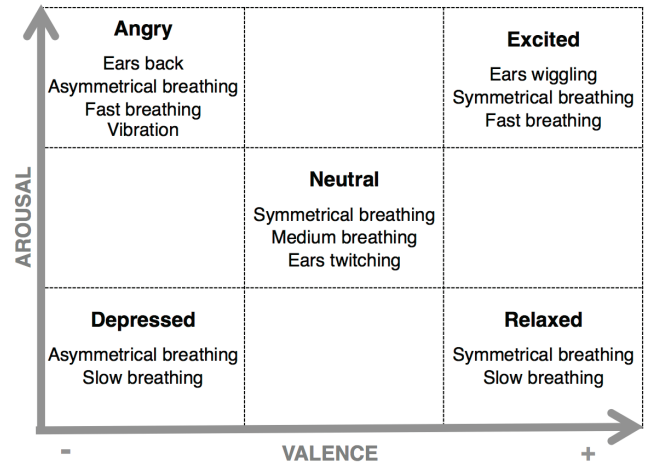 Angry
Ears back
Asymmetrical breathing
Fast breathing
Vibration
Excited
Ears wiggling
Symmetrical breathing
Fast breathing
Neutral
Symmetrical breathing
Medium breathing
Ears twitching
Depressed
Asymmetrical breathing
Slow breathing
Relaxed
Symmetrical breathing
Slow breathing
AROUSAL
-
VALENCE
+